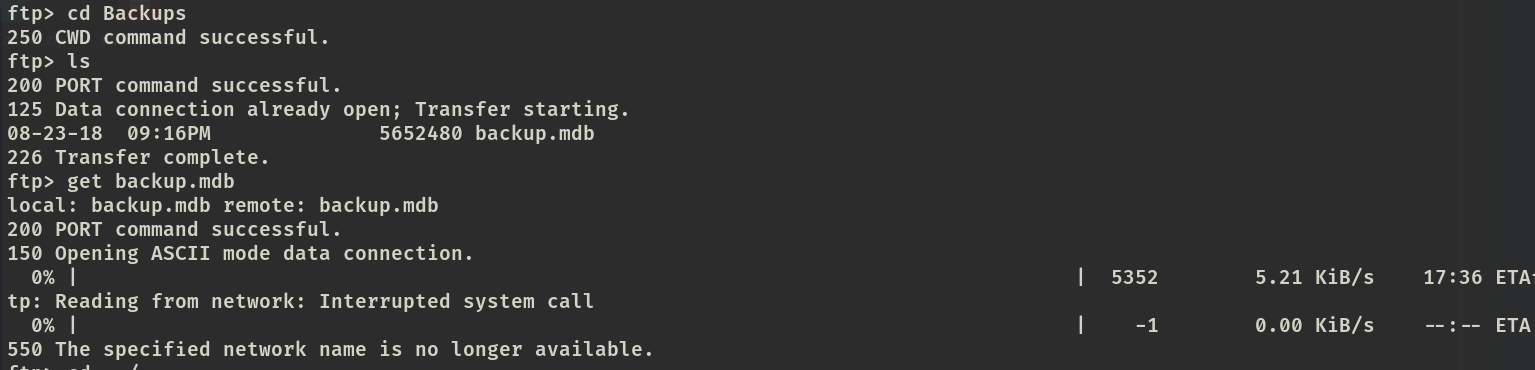 ftp> cd Backups
250 CWD command successful.
ftp> ls
200 PORT command successful.
125 Data connection already open; Transfer starting.
08-23-18  09:16PM              5652480 backup.mdb
226 Transfer complete.
ftp> get backup.mdb
local: backup.mdb remote: backup.mdb
200 PORT command successful.
150 Opening ASCII mode data connection.
  0% |                                                                                   |  5352        5.21 KiB/s    17:36 ETA
tp: Reading from network: Interrupted system call
  0% |                                                                                   |    -1        0.00 KiB/s    --:-- ETA
550 The specified network name is no longer available.